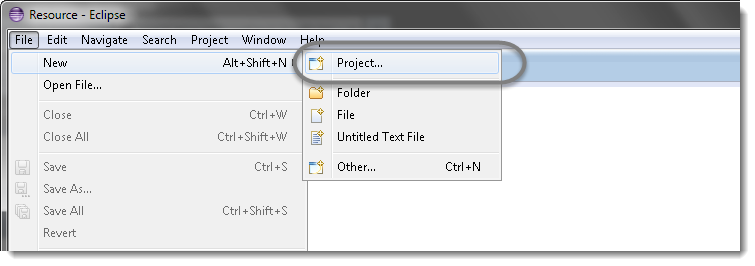 Resource - Eclipse
File Edit Navigate Search Project Window Help
New Alt+Shift+N
Project...
Open File...
Folder
Close Ctrl+W
File
Close All Ctrl+Shift+W
Untitled Text File
Save Ctrl+S
Other... Ctrl+N
Save As...
Save All Ctrl+Shift+S
Revert